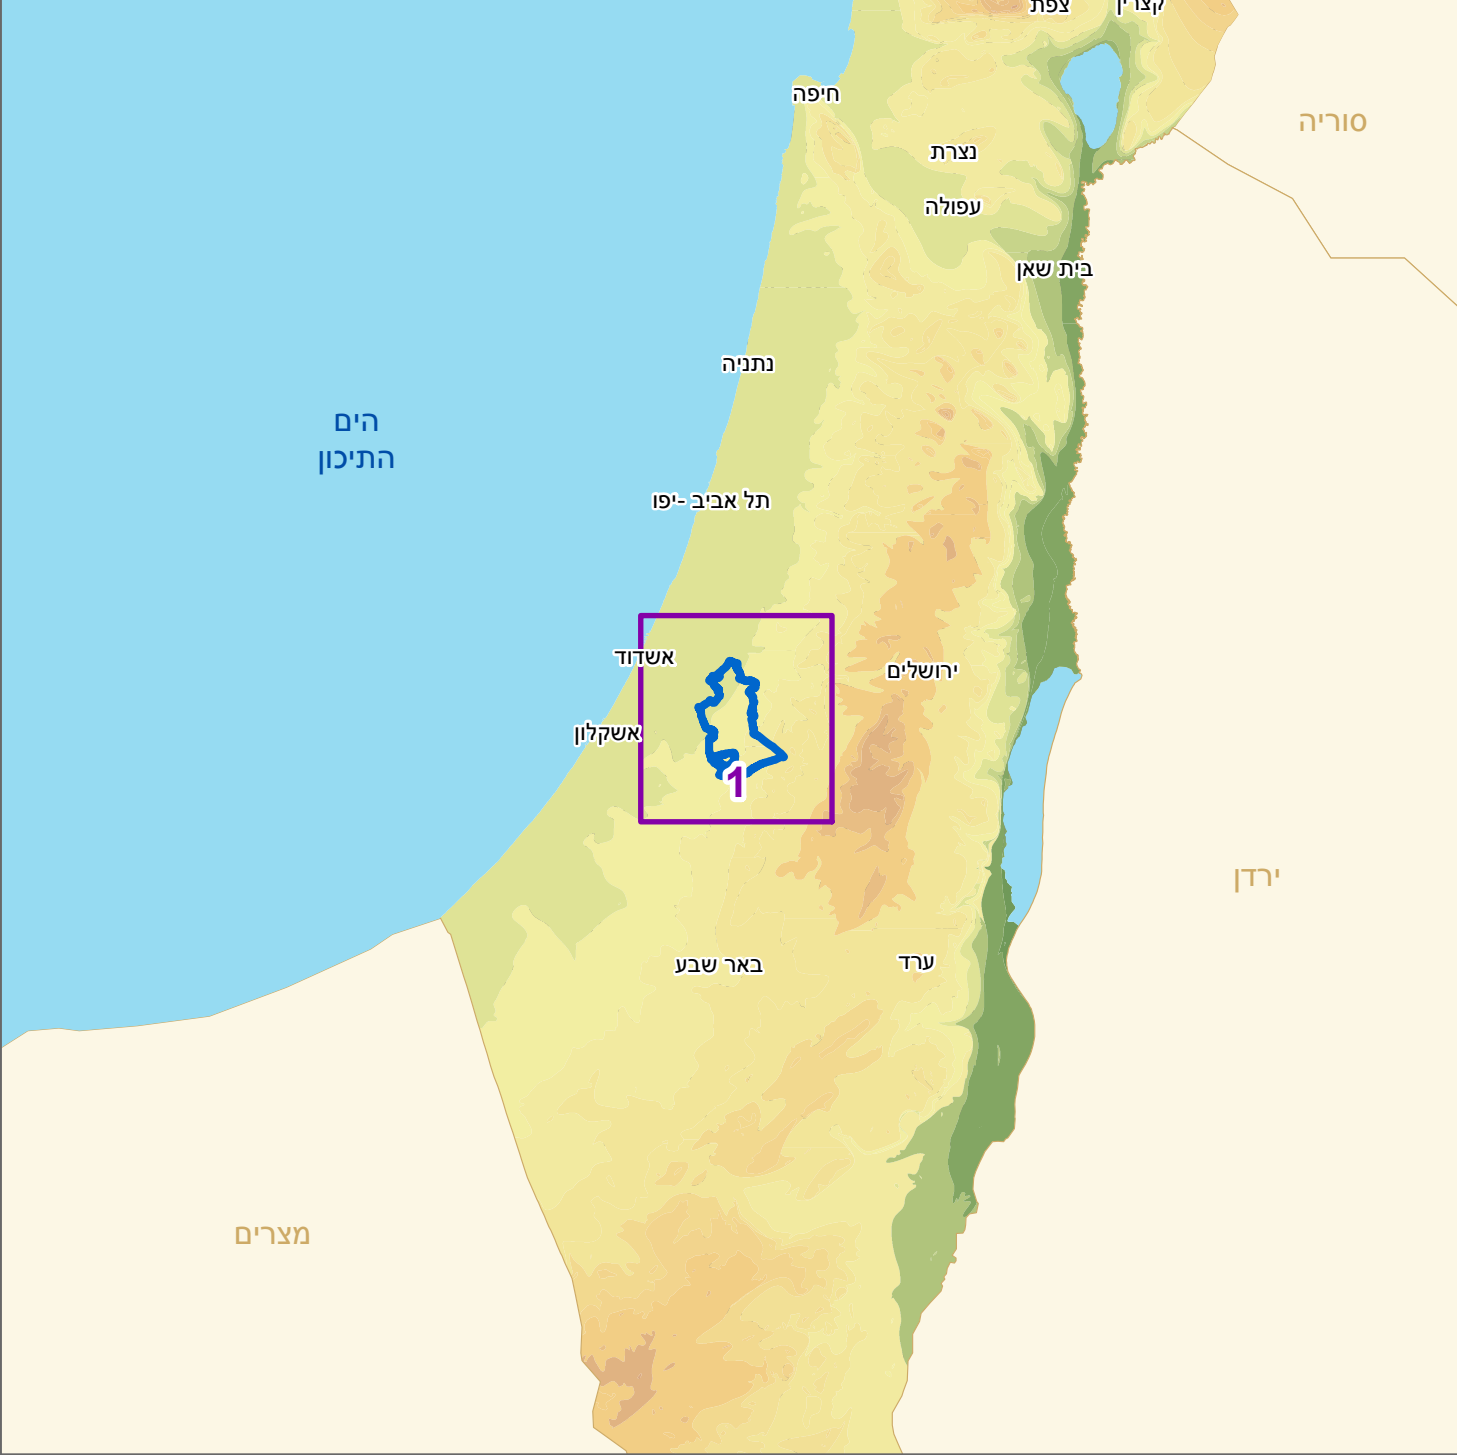 צפת
קצרין
חיפה
סוריה
נצרת
עפולה
בית שאן
נתניה
הים
התיכון
תל אביב -יפו
אשדוד
ירושלים
אשקלון
1
ירדן
באר שבע
ערד
מצרים